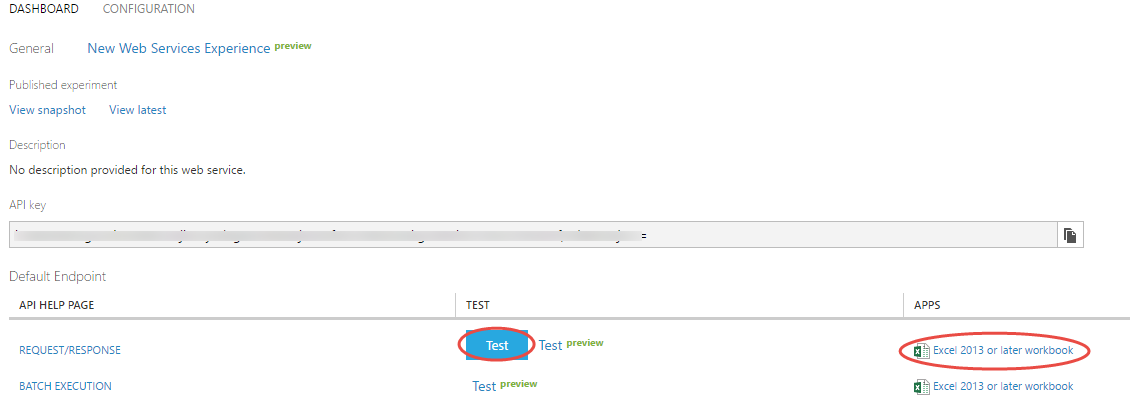 DASHBOARD CONFIGURATION
General New Web Services Experience preview
Published experiment
View snapshot View latest
Description
No description provided for this web service.
API key
=
Default Endpoint
API HELP PAGE TEST APPS
REQUEST/RESPONSE Test Test preview Excel 2013 or later workbook
BATCH EXECUTION Test preview Excel 2013 or later workbook